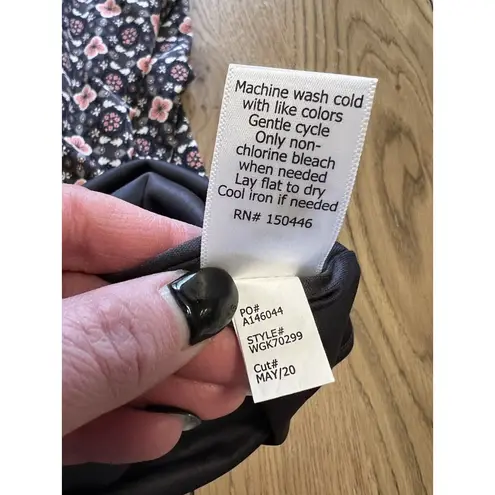 Machine wash cold
with like colors
Gentle cycle
Only non-
chlorine bleach
when needed
Lay flat to dry
Cool iron if needed
RN# 150446
PO#
A146044
STYLE#
WGK70299
Cut#
MAY/20